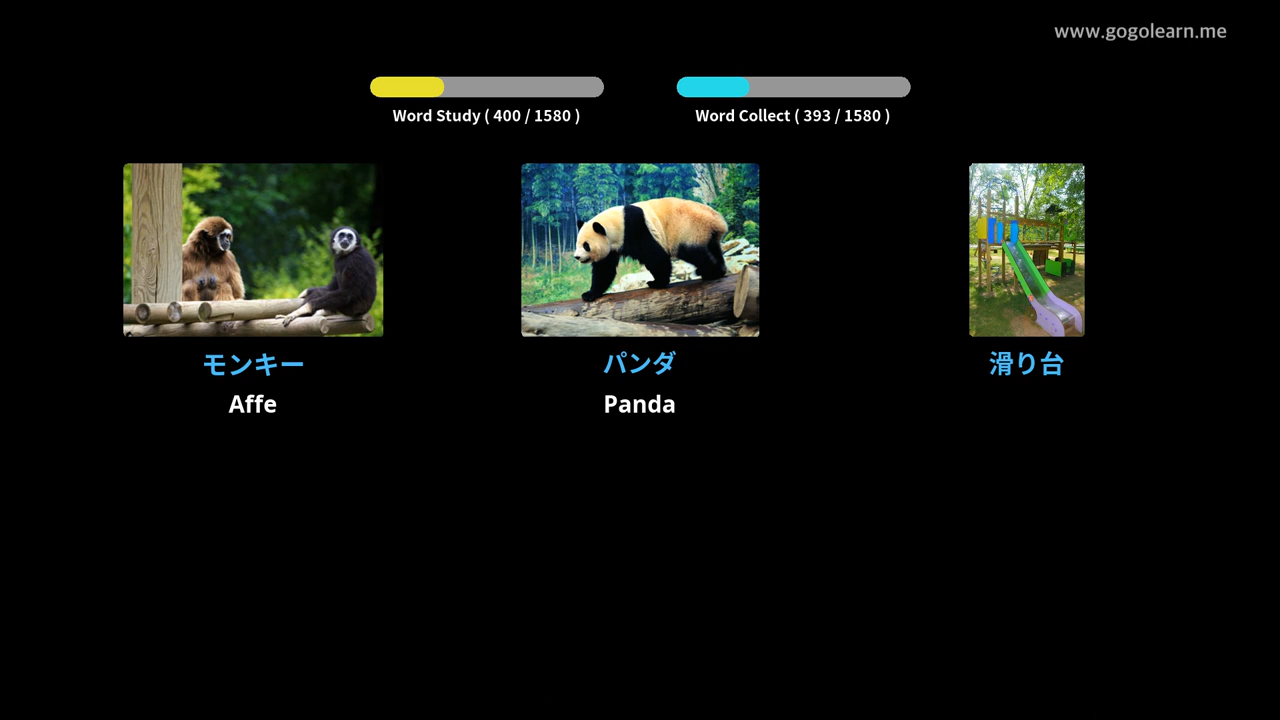 www.gogolearn.me
Word Study ( 400 / 1580 )
Word Collect ( 393 / 1580 )
モンキー
Affe
パンダ
Panda
滑り台